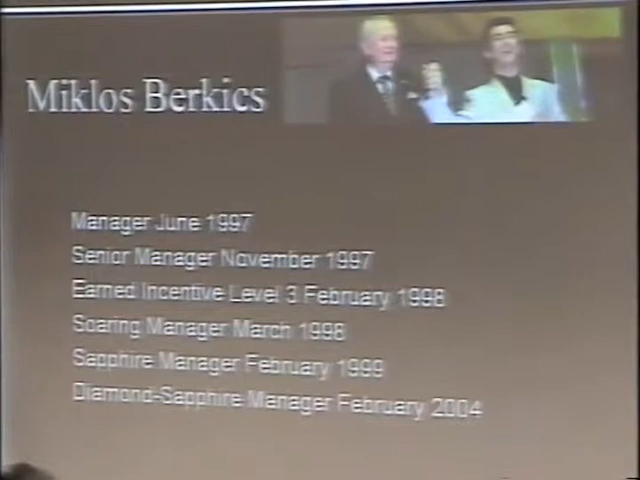 Miklos Berkics
Manager June 1997
Senior Manager November 1997
Earned Incentive Level 3 February 1998
Soaring Manager March 1998
Sapphire Manager February 1999
Diamond-Sapphire Manager February 2004